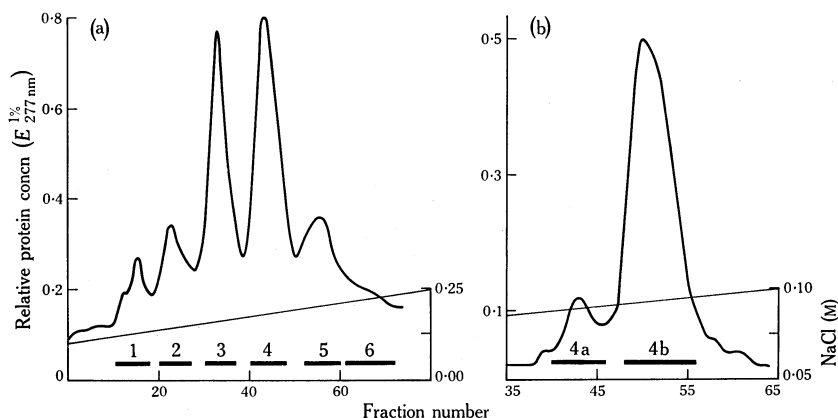 (a)
Relative protein concn (E 1% 277 nm)
0·8
0·6
0·4
0·2
0
1 2 3 4 5 6
0·25
0·00
20 40 60
(b)
0·5
0·3
0·1
4a 4b
0·10
0·05
NaCl (M)
35 45 55 65
Fraction number